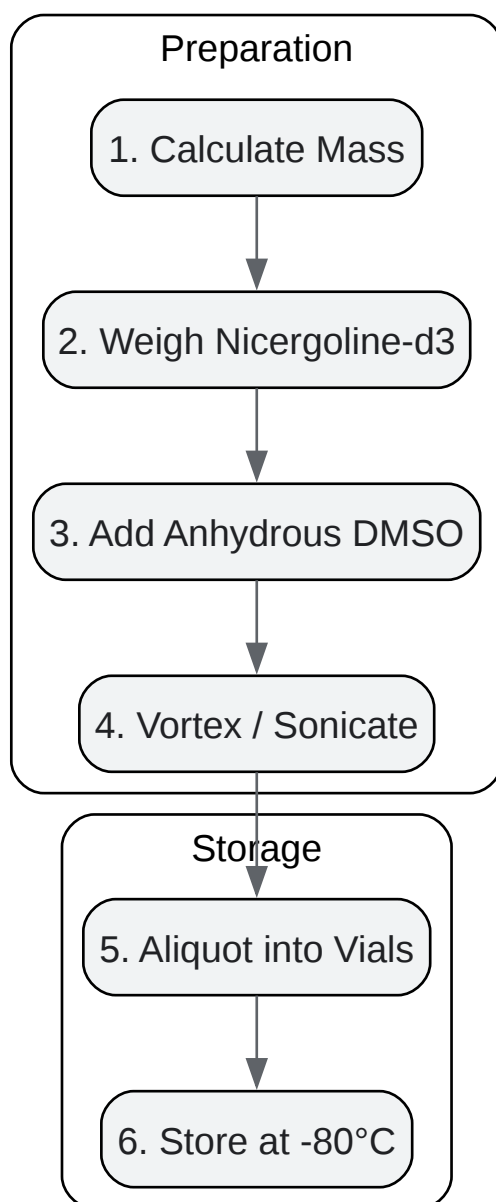 Preparation
1. Calculate Mass
2. Weigh Nicergoline-d3
3. Add Anhydrous DMSO
4. Vortex / Sonicate
Storage
5. Aliquot into Vials
6. Store at -80°C